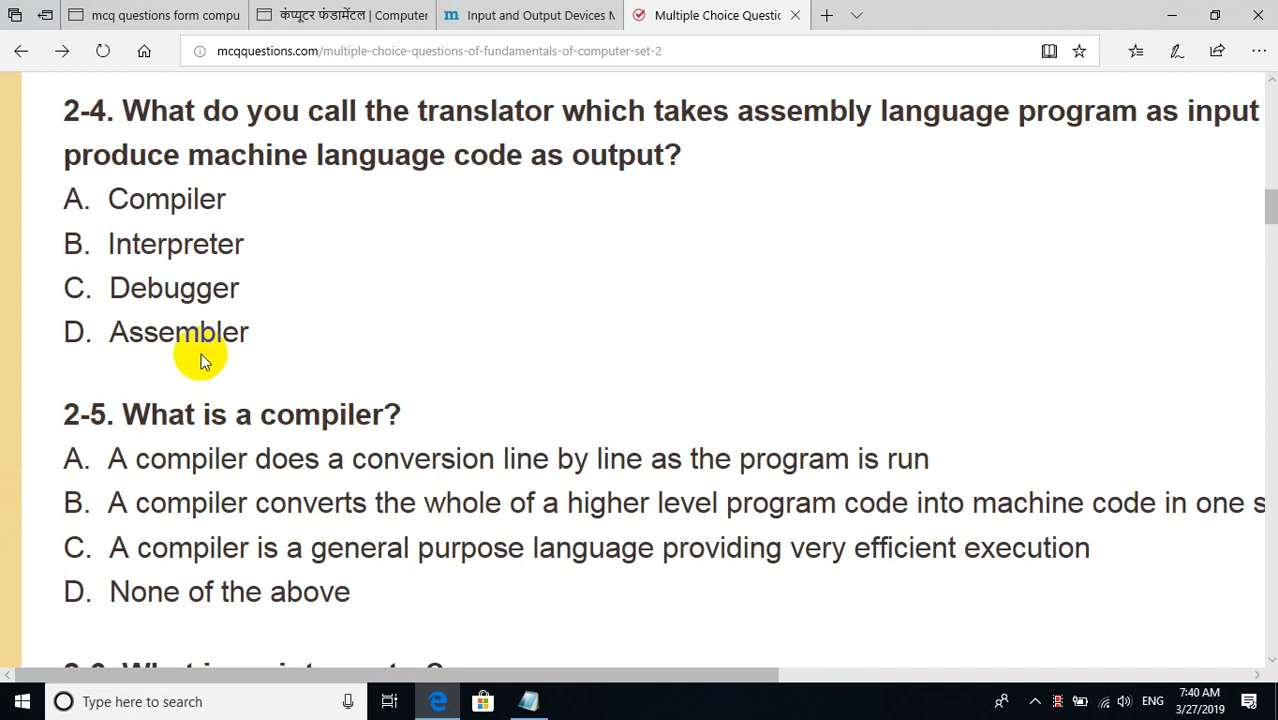 mcq questions form compu
कंप्यूटर फंडामेंटल | Computer
Input and Output Devices M
Multiple Choice Questic
mcqquestions.com/multiple-choice-questions-of-fundamentals-of-computer-set-2
2-4. What do you call the translator which takes assembly language program as input
produce machine language code as output?
A. Compiler
B. Interpreter
C. Debugger
D. Assembler
2-5. What is a compiler?
A. A compiler does a conversion line by line as the program is run
B. A compiler converts the whole of a higher level program code into machine code in one s
C. A compiler is a general purpose language providing very efficient execution
D. None of the above
Type here to search
ENG
7:40 AM
3/27/2019